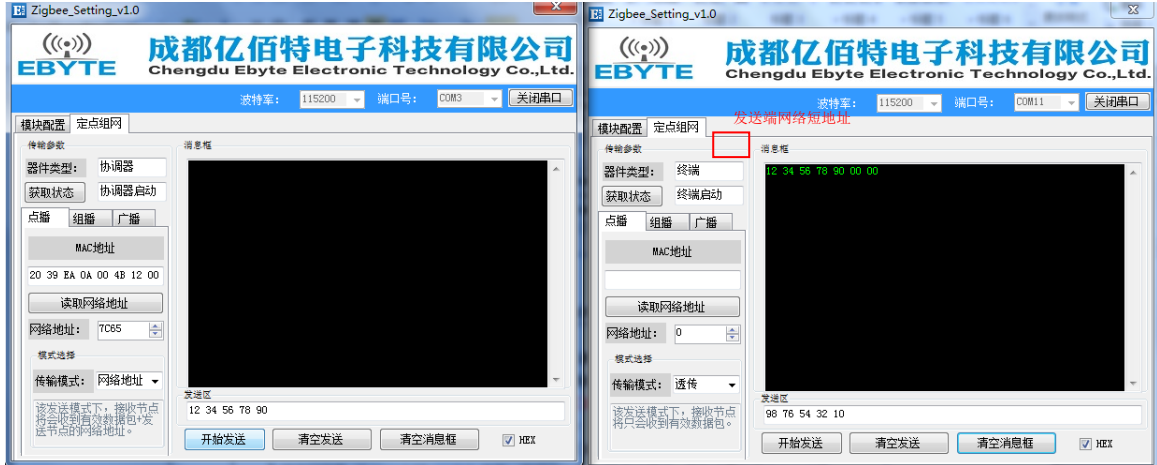 Zigbee_Setting_v1.0
EBYTE
成都亿佰特电子科技有限公司
Chengdu Ebyte Electronic Technology Co.,Ltd.
波特率： 115200 端口号： COM3 关闭串口
模块配置 定点组网
传输参数
器件类型： 协调器
获取状态 协调器启动
点播 组播 广播
MAC地址
20 39 EA 0A 00 4B 12 00
读取网络地址
网络地址： 7C65
模式选择
传输模式： 网络地址
该发送模式下，接收节点
将会收到有效数据包+发
送节点的网络地址。
消息框
发送区
12 34 56 78 90
开始发送 清空发送 清空消息框 HEX
Zigbee_Setting_v1.0
EBYTE
成都亿佰特电子科技有限公司
Chengdu Ebyte Electronic Technology Co.,Ltd.
波特率： 115200 端口号： COM11 关闭串口
发送端网络短地址
模块配置 定点组网
传输参数
器件类型： 终端
获取状态 终端启动
点播 组播 广播
MAC地址
读取网络地址
网络地址： 0
模式选择
传输模式： 透传
该发送模式下，接收节点
将只会收到有效数据包。
消息框
12 34 56 78 90 00 00
发送区
98 76 54 32 10
开始发送 清空发送 清空消息框 HEX